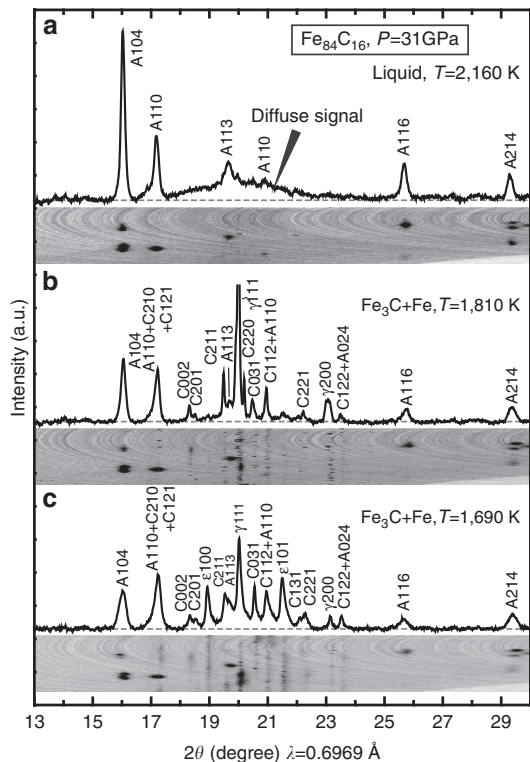 a
Fe₈₄C₁₆, P=31GPa
Liquid, T=2,160 K
Diffuse signal
A104
A110
A113
A110
A116
A214
b
Fe₃C+Fe,T=1,810 K
A104
A110+C210
+C121
C002
C201
C211
A113
C220
γ111
C031
C112+A110
C221
γ200
C122+A024
A116
A214
c
Fe₃C+Fe,T=1,690 K
A104
A110+C210
+C121
C002
C201
ε100
C211
A113
γ111
C031
C112+A110
ε101
C131
C221
γ200
C122+A024
A116
A214
Intensity (a.u.)
13 15 17 19 21 23 25 27 29
2θ (degree) λ=0.6969 Å